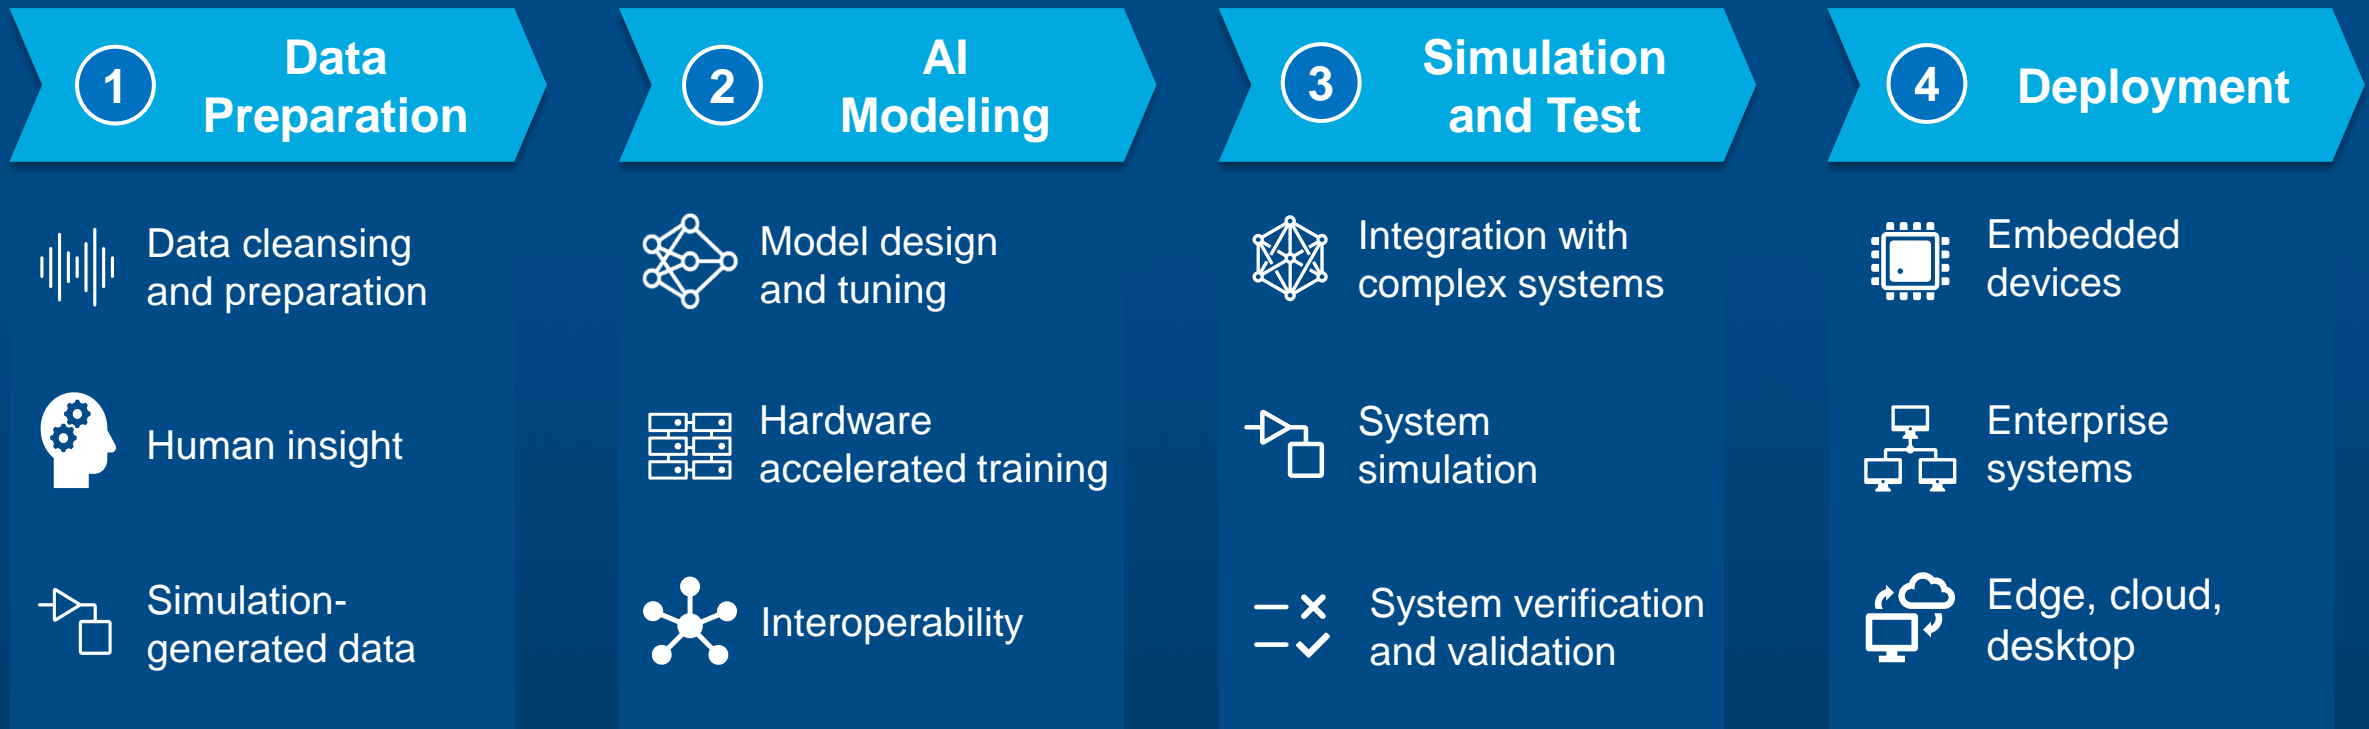 1
Data
Preparation
Data cleansing
and preparation
Human insight
Simulation-
generated data
2
AI
Modeling
Model design
and tuning
Hardware
accelerated training
Interoperability
3
Simulation
and Test
Integration with
complex systems
System
simulation
System verification
and validation
4
Deployment
Embedded
devices
Enterprise
systems
Edge, cloud,
desktop